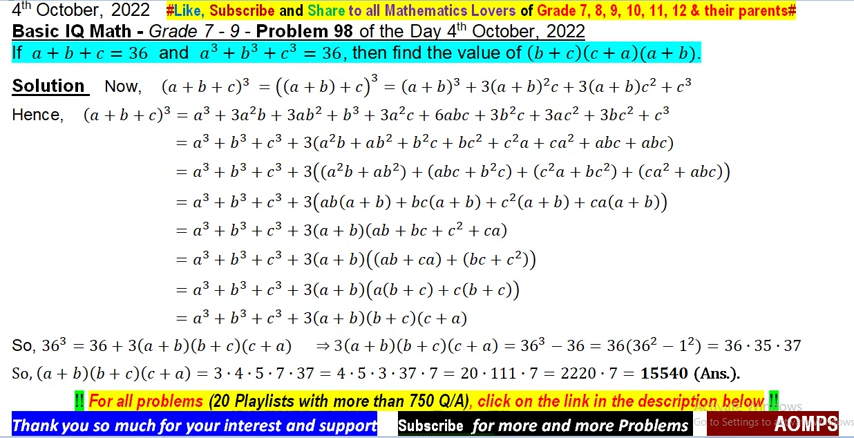 4th October, 2022 #Like, Subscribe and Share to all Mathematics Lovers of Grade 7, 8, 9, 10, 11, 12 & their parents#
Basic IQ Math - Grade 7 - 9 - Problem 98 of the Day 4th October, 2022
If a + b + c = 36 and a³ + b³ + c³ = 36, then find the value of (b + c)(c + a)(a + b).
Solution Now, (a + b + c)³ = ((a + b) + c)³ = (a + b)³ + 3(a + b)²c + 3(a + b)c² + c³
Hence, (a + b + c)³ = a³ + 3a²b + 3ab² + b³ + 3a²c + 6abc + 3b²c + 3ac² + 3bc² + c³
= a³ + b³ + c³ + 3(a²b + ab² + b²c + bc² + c²a + ca² + abc + abc)
= a³ + b³ + c³ + 3((a²b + ab²) + (abc + b²c) + (c²a + bc²) + (ca² + abc))
= a³ + b³ + c³ + 3(ab(a + b) + bc(a + b) + c²(a + b) + ca(a + b))
= a³ + b³ + c³ + 3(a + b)(ab + bc + c² + ca)
= a³ + b³ + c³ + 3(a + b)((ab + ca) + (bc + c²))
= a³ + b³ + c³ + 3(a + b)(a(b + c) + c(b + c))
= a³ + b³ + c³ + 3(a + b)(b + c)(c + a)
So, 36³ = 36 + 3(a + b)(b + c)(c + a) ⇒ 3(a + b)(b + c)(c + a) = 36³ − 36 = 36(36² − 1²) = 36 · 35 · 37
So, (a + b)(b + c)(c + a) = 3 · 4 · 5 · 7 · 37 = 4 · 5 · 3 · 37 · 7 = 20 · 111 · 7 = 2220 · 7 = 15540 (Ans.).
!! For all problems (20 Playlists with more than 750 Q/A), click on the link in the description below !!
Thank you so much for your interest and support Subscribe for more and more Problems Go to Settings to AOMPS